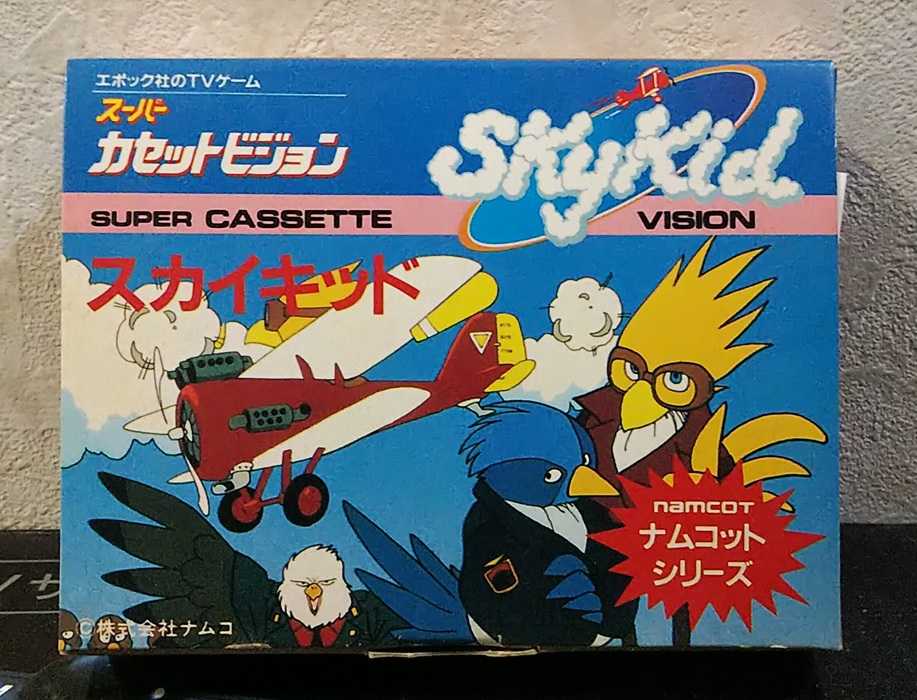 エポック社のTVゲーム
スーパー
カセットビジョン
SkyKid
SUPER CASSETTE VISION
スカイキッド
namcoT
ナムコット
シリーズ
©株式会社ナムコ